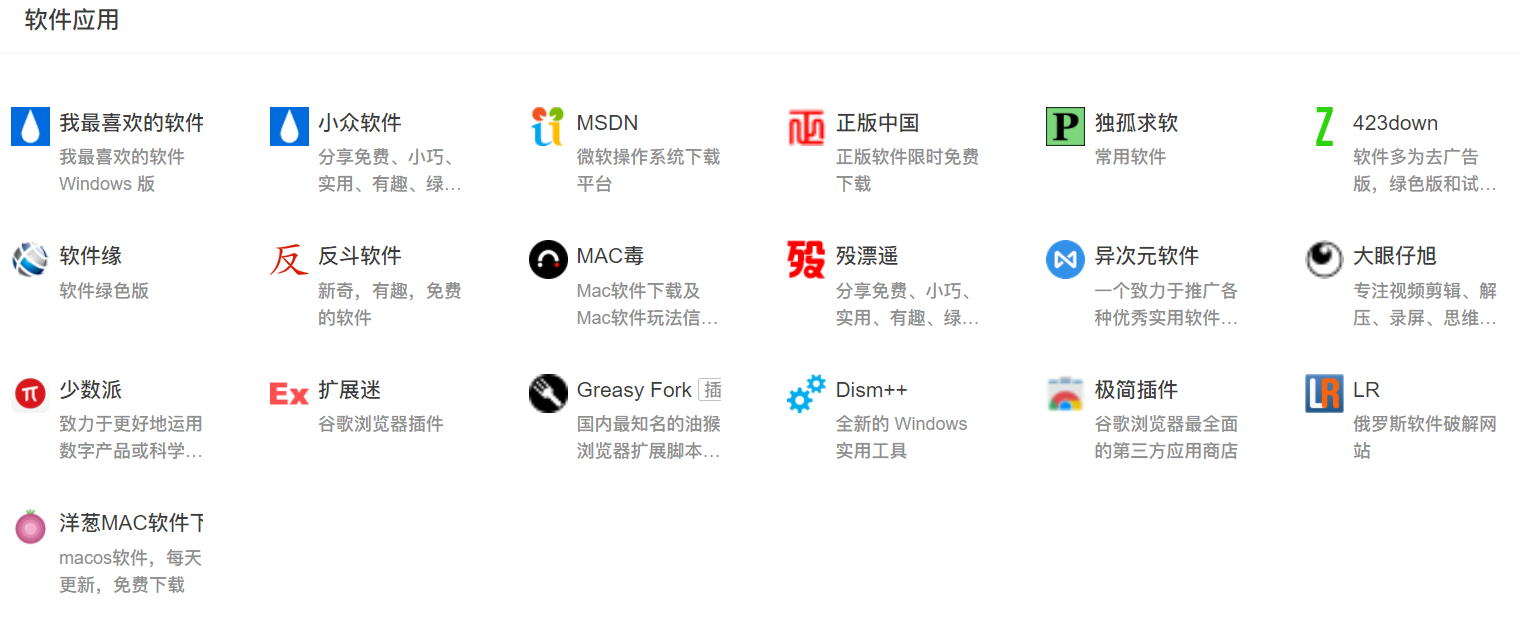 软件应用
我最喜欢的软件
我最喜欢的软件
Windows 版
小众软件
分享免费、小巧、
实用、有趣、绿…
MSDN
微软操作系统下载
平台
正版中国
正版软件限时免费
下载
P
独孤求软
常用软件
423down
软件多为去广告
版，绿色版和试…
软件缘
软件绿色版
反
反斗软件
新奇，有趣，免费
的软件
MAC毒
Mac软件下载及
Mac软件玩法信…
殁
殁漂遥
分享免费、小巧、
实用、有趣、绿…
异次元软件
一个致力于推广各
种优秀实用软件…
大眼仔旭
专注视频剪辑、解
压、录屏、思维…
π
少数派
致力于更好地运用
数字产品或科学…
Ex
扩展迷
谷歌浏览器插件
Greasy Fork 插
国内最知名的油猴
浏览器扩展脚本…
Dism++
全新的 Windows
实用工具
极简插件
谷歌浏览器最全面
的第三方应用商店
LR
LR
俄罗斯软件破解网
站
洋葱MAC软件下
macos软件，每天
更新，免费下载